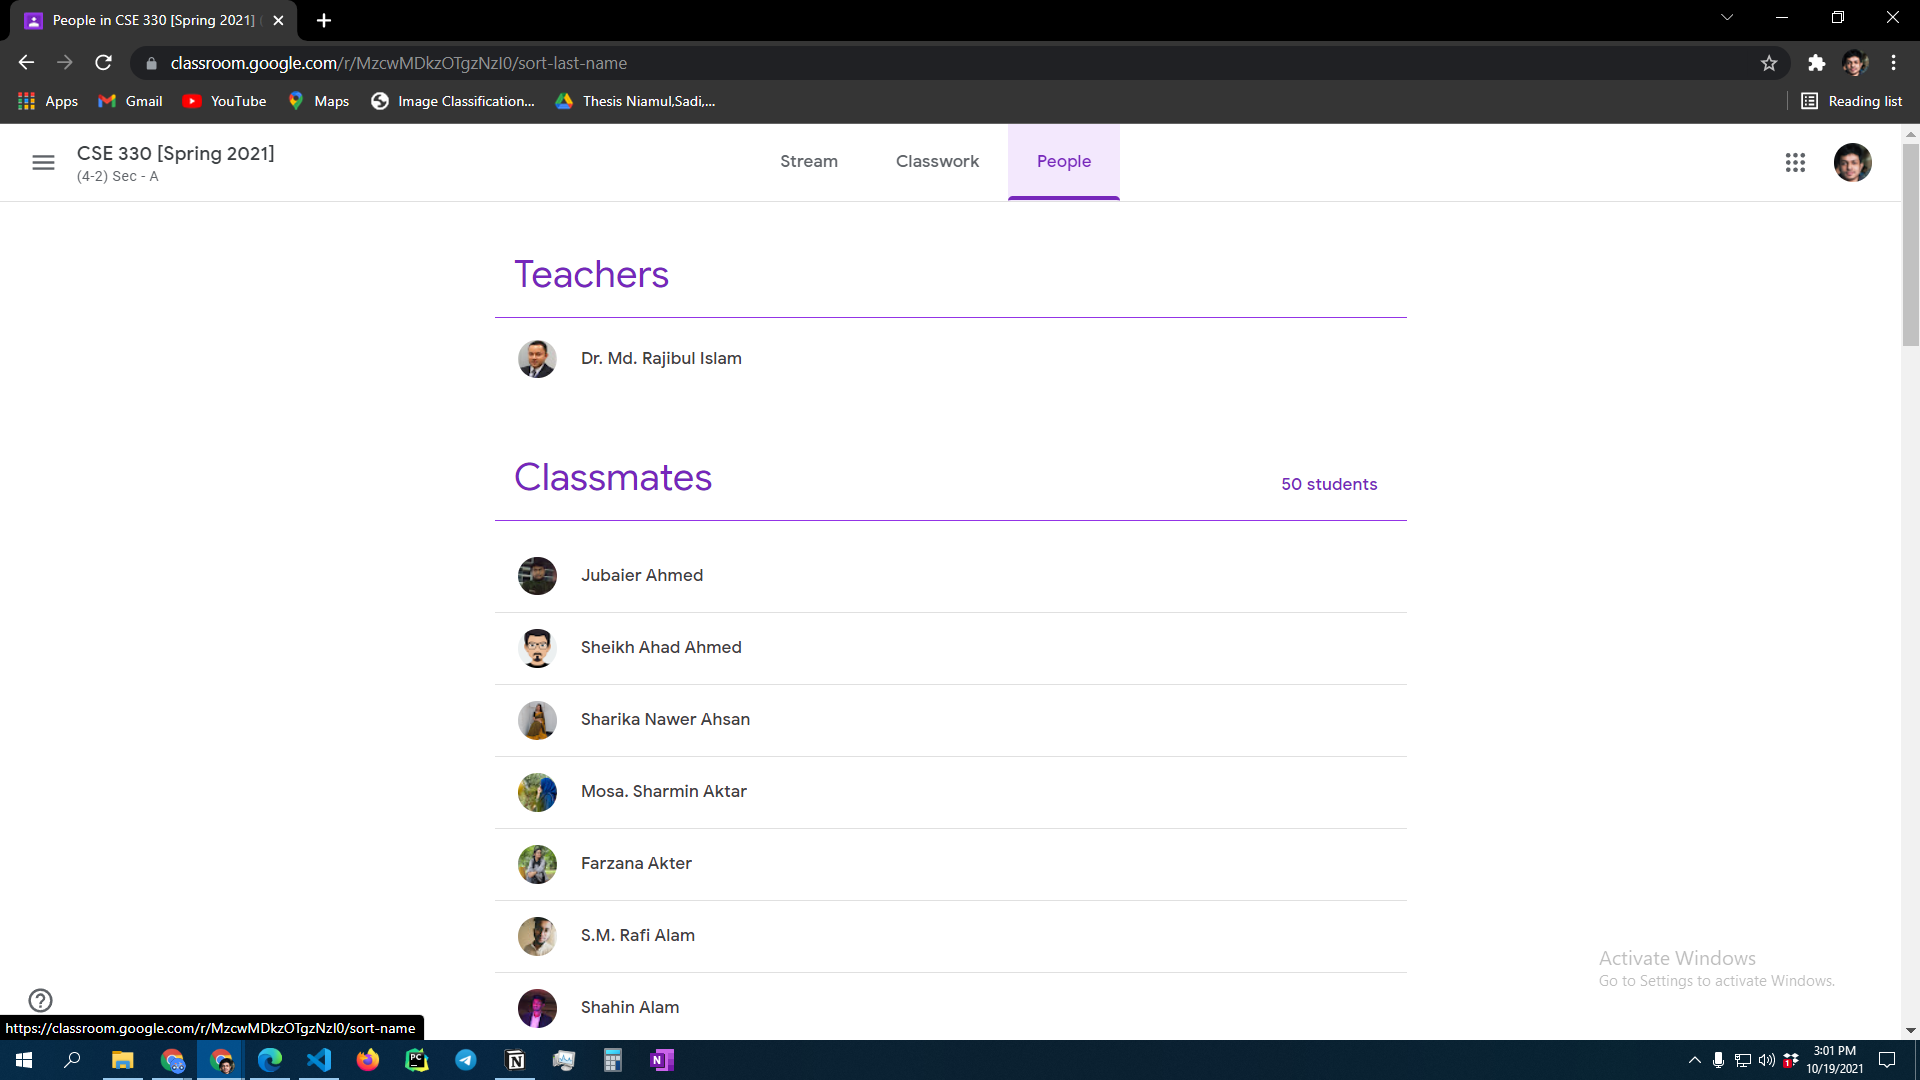 People in CSE 330 [Spring 2021]
classroom.google.com/r/MzcwMDkzOTgzNzI0/sort-last-name
Apps
Gmail
YouTube
Maps
Image Classification...
Thesis Niamul,Sadi,...
Reading list
CSE 330 [Spring 2021]
(4-2) Sec - A
Stream
Classwork
People
Teachers
Dr. Md. Rajibul Islam
Classmates
50 students
Jubaier Ahmed
Sheikh Ahad Ahmed
Sharika Nawer Ahsan
Mosa. Sharmin Aktar
Farzana Akter
S.M. Rafi Alam
Shahin Alam
Activate Windows
Go to Settings to activate Windows.
https://classroom.google.com/r/MzcwMDkzOTgzNzI0/sort-name
3:01 PM
10/19/2021